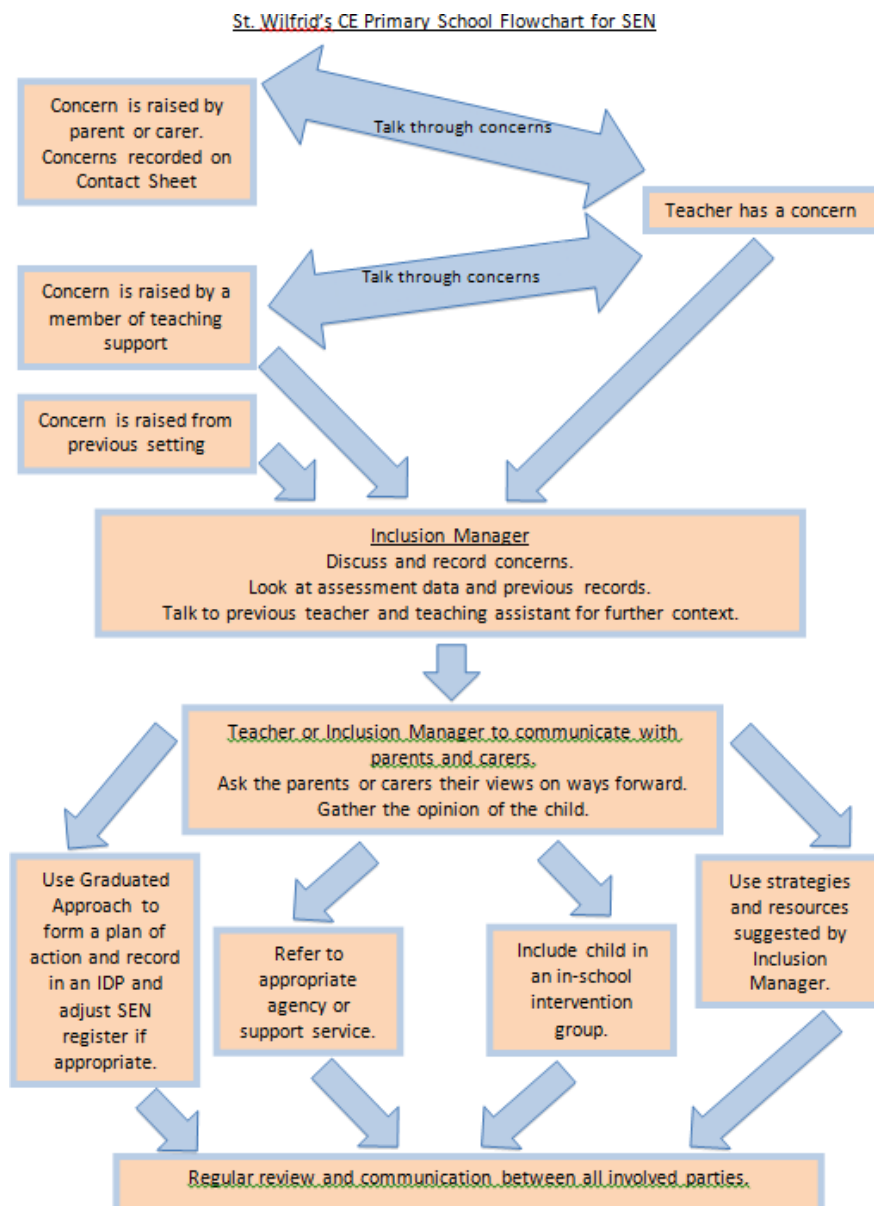 St. Wilfrid's CE Primary School Flowchart for SEN
Concern is raised by
parent or carer.
Concerns recorded on
Contact Sheet
Talk through concerns
Teacher has a concern
Concern is raised by a
member of teaching
support
Talk through concerns
Concern is raised from
previous setting
Inclusion Manager
Discuss and record concerns.
Look at assessment data and previous records.
Talk to previous teacher and teaching assistant for further context.
Teacher or Inclusion Manager to communicate with
parents and carers.
Ask the parents or carers their views on ways forward.
Gather the opinion of the child.
Use Graduated
Approach to
form a plan of
action and record
in an IDP and
adjust SEN
register if
appropriate.
Refer to
appropriate
agency or
support service.
Include child in
an in-school
intervention
group.
Use strategies
and resources
suggested by
Inclusion
Manager.
Regular review and communication between all involved parties.